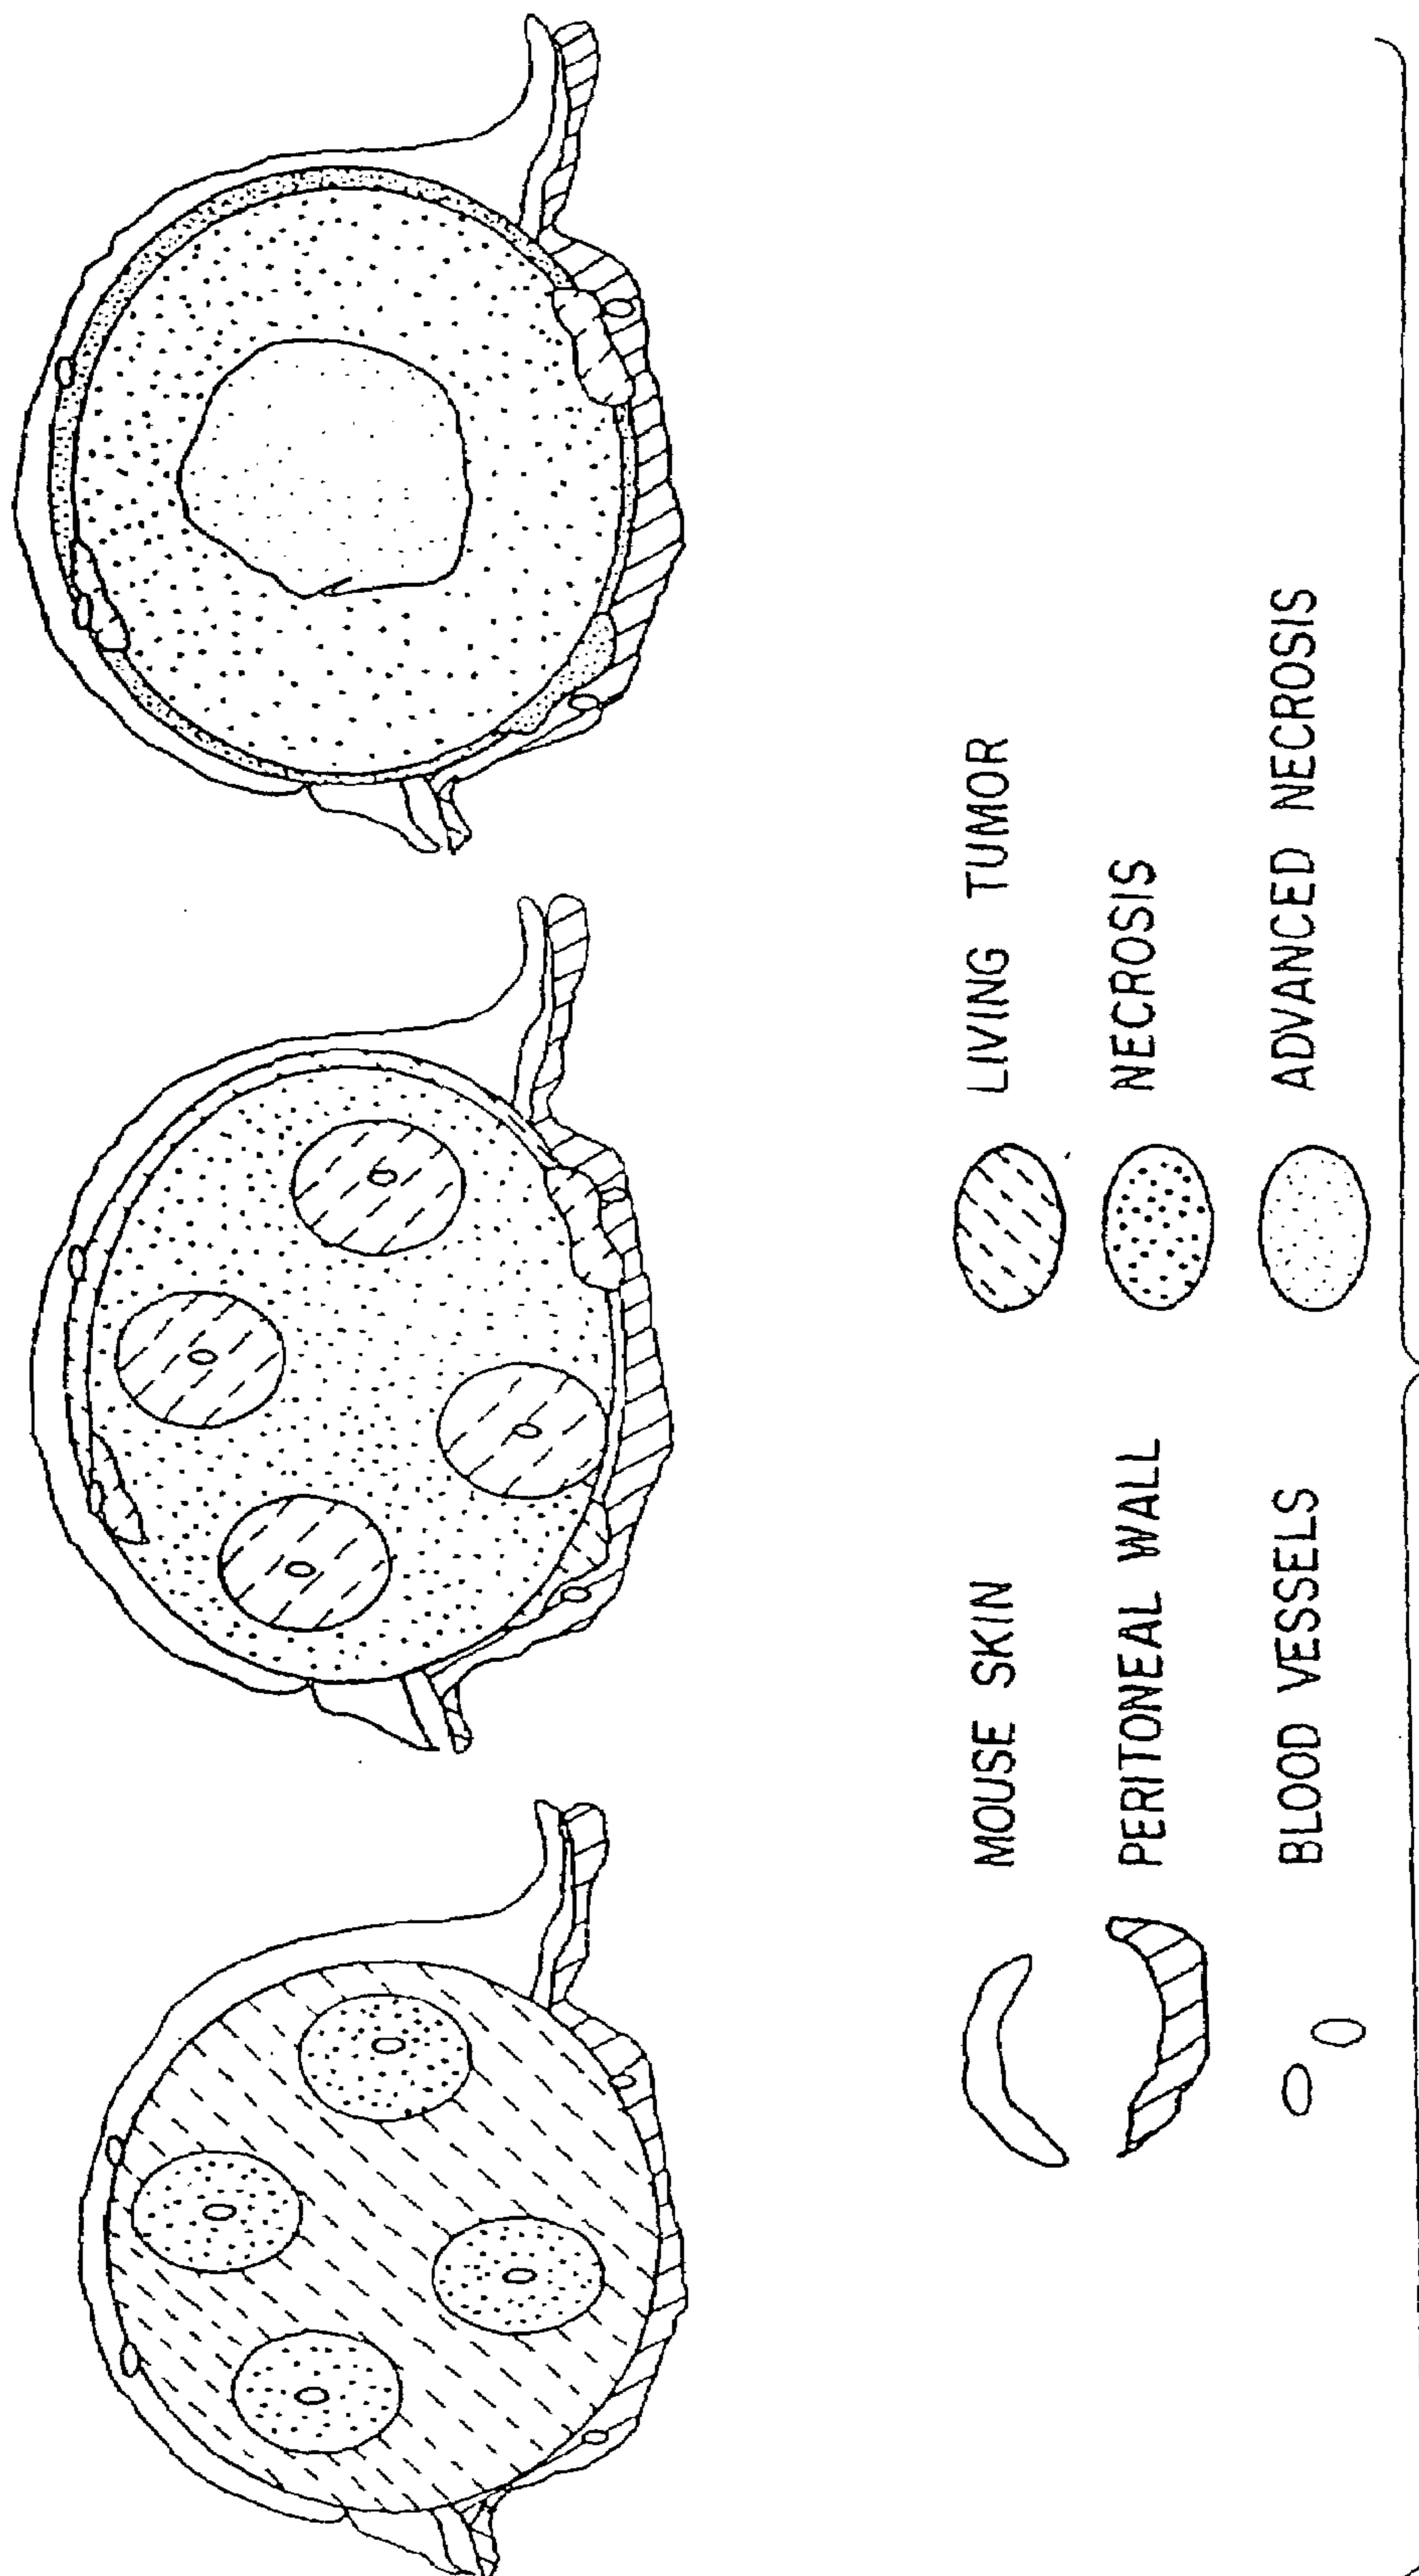 MOUSE SKIN
PERITONEAL WALL
BLOOD VESSELS
LIVING TUMOR
NECROSIS
ADVANCED NECROSIS